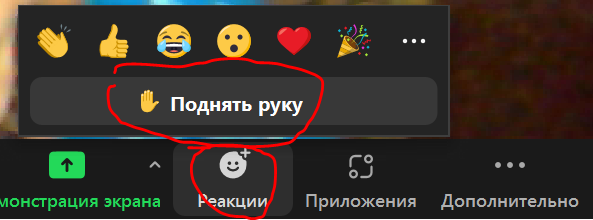 Поднять руку
монстрация экрана Реакции Приложения Дополнительно